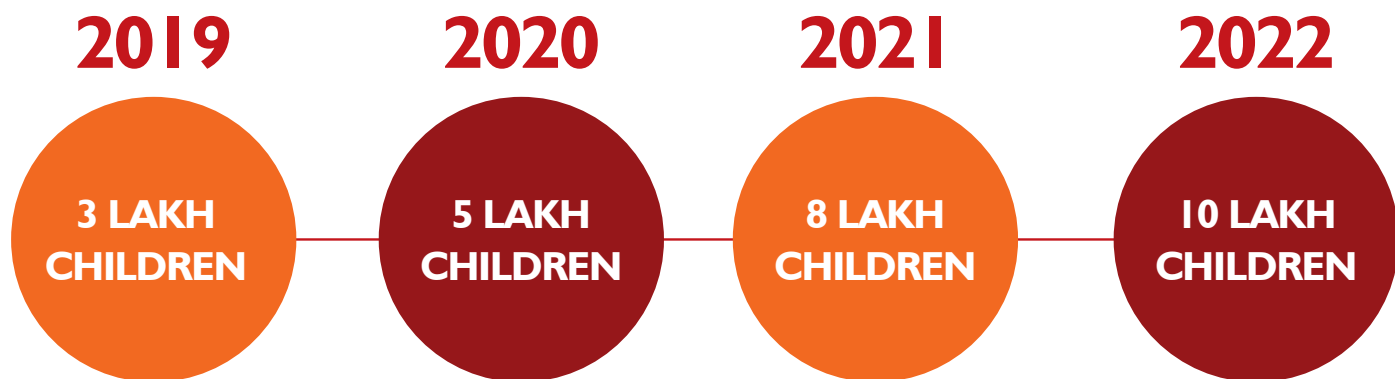 2019
2020
2021
2022
3 LAKH
CHILDREN
5 LAKH
CHILDREN
8 LAKH
CHILDREN
10 LAKH
CHILDREN